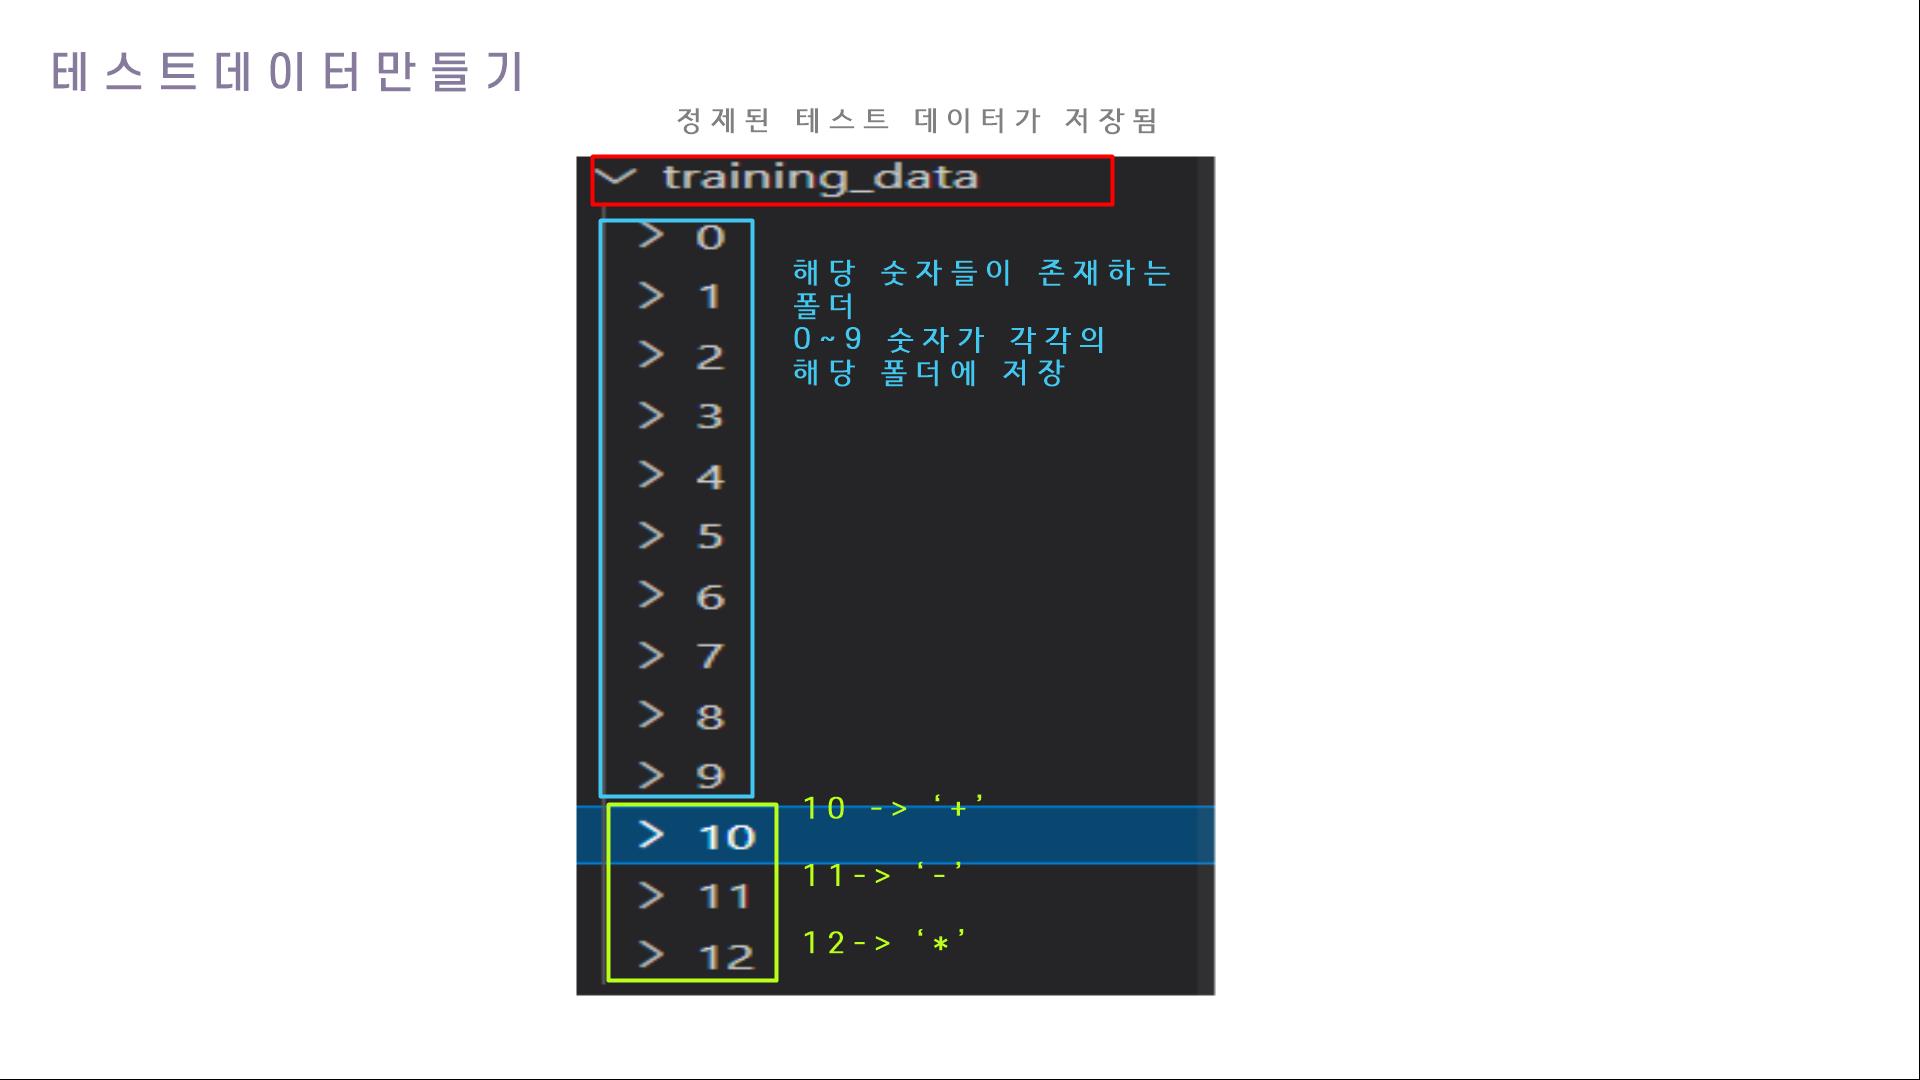 테스트데이터만들기
정제된 테스트 데이터가 저장됨
training_data
> 0
> 1
> 2
> 3
> 4
> 5
> 6
> 7
> 8
> 9
해당 숫자들이 존재하는
폴더
0~9 숫자가 각각의
해당 폴더에 저장
> 10
> 11
> 12
10 -> ‘+’
11-> ‘-’
12-> ‘*’